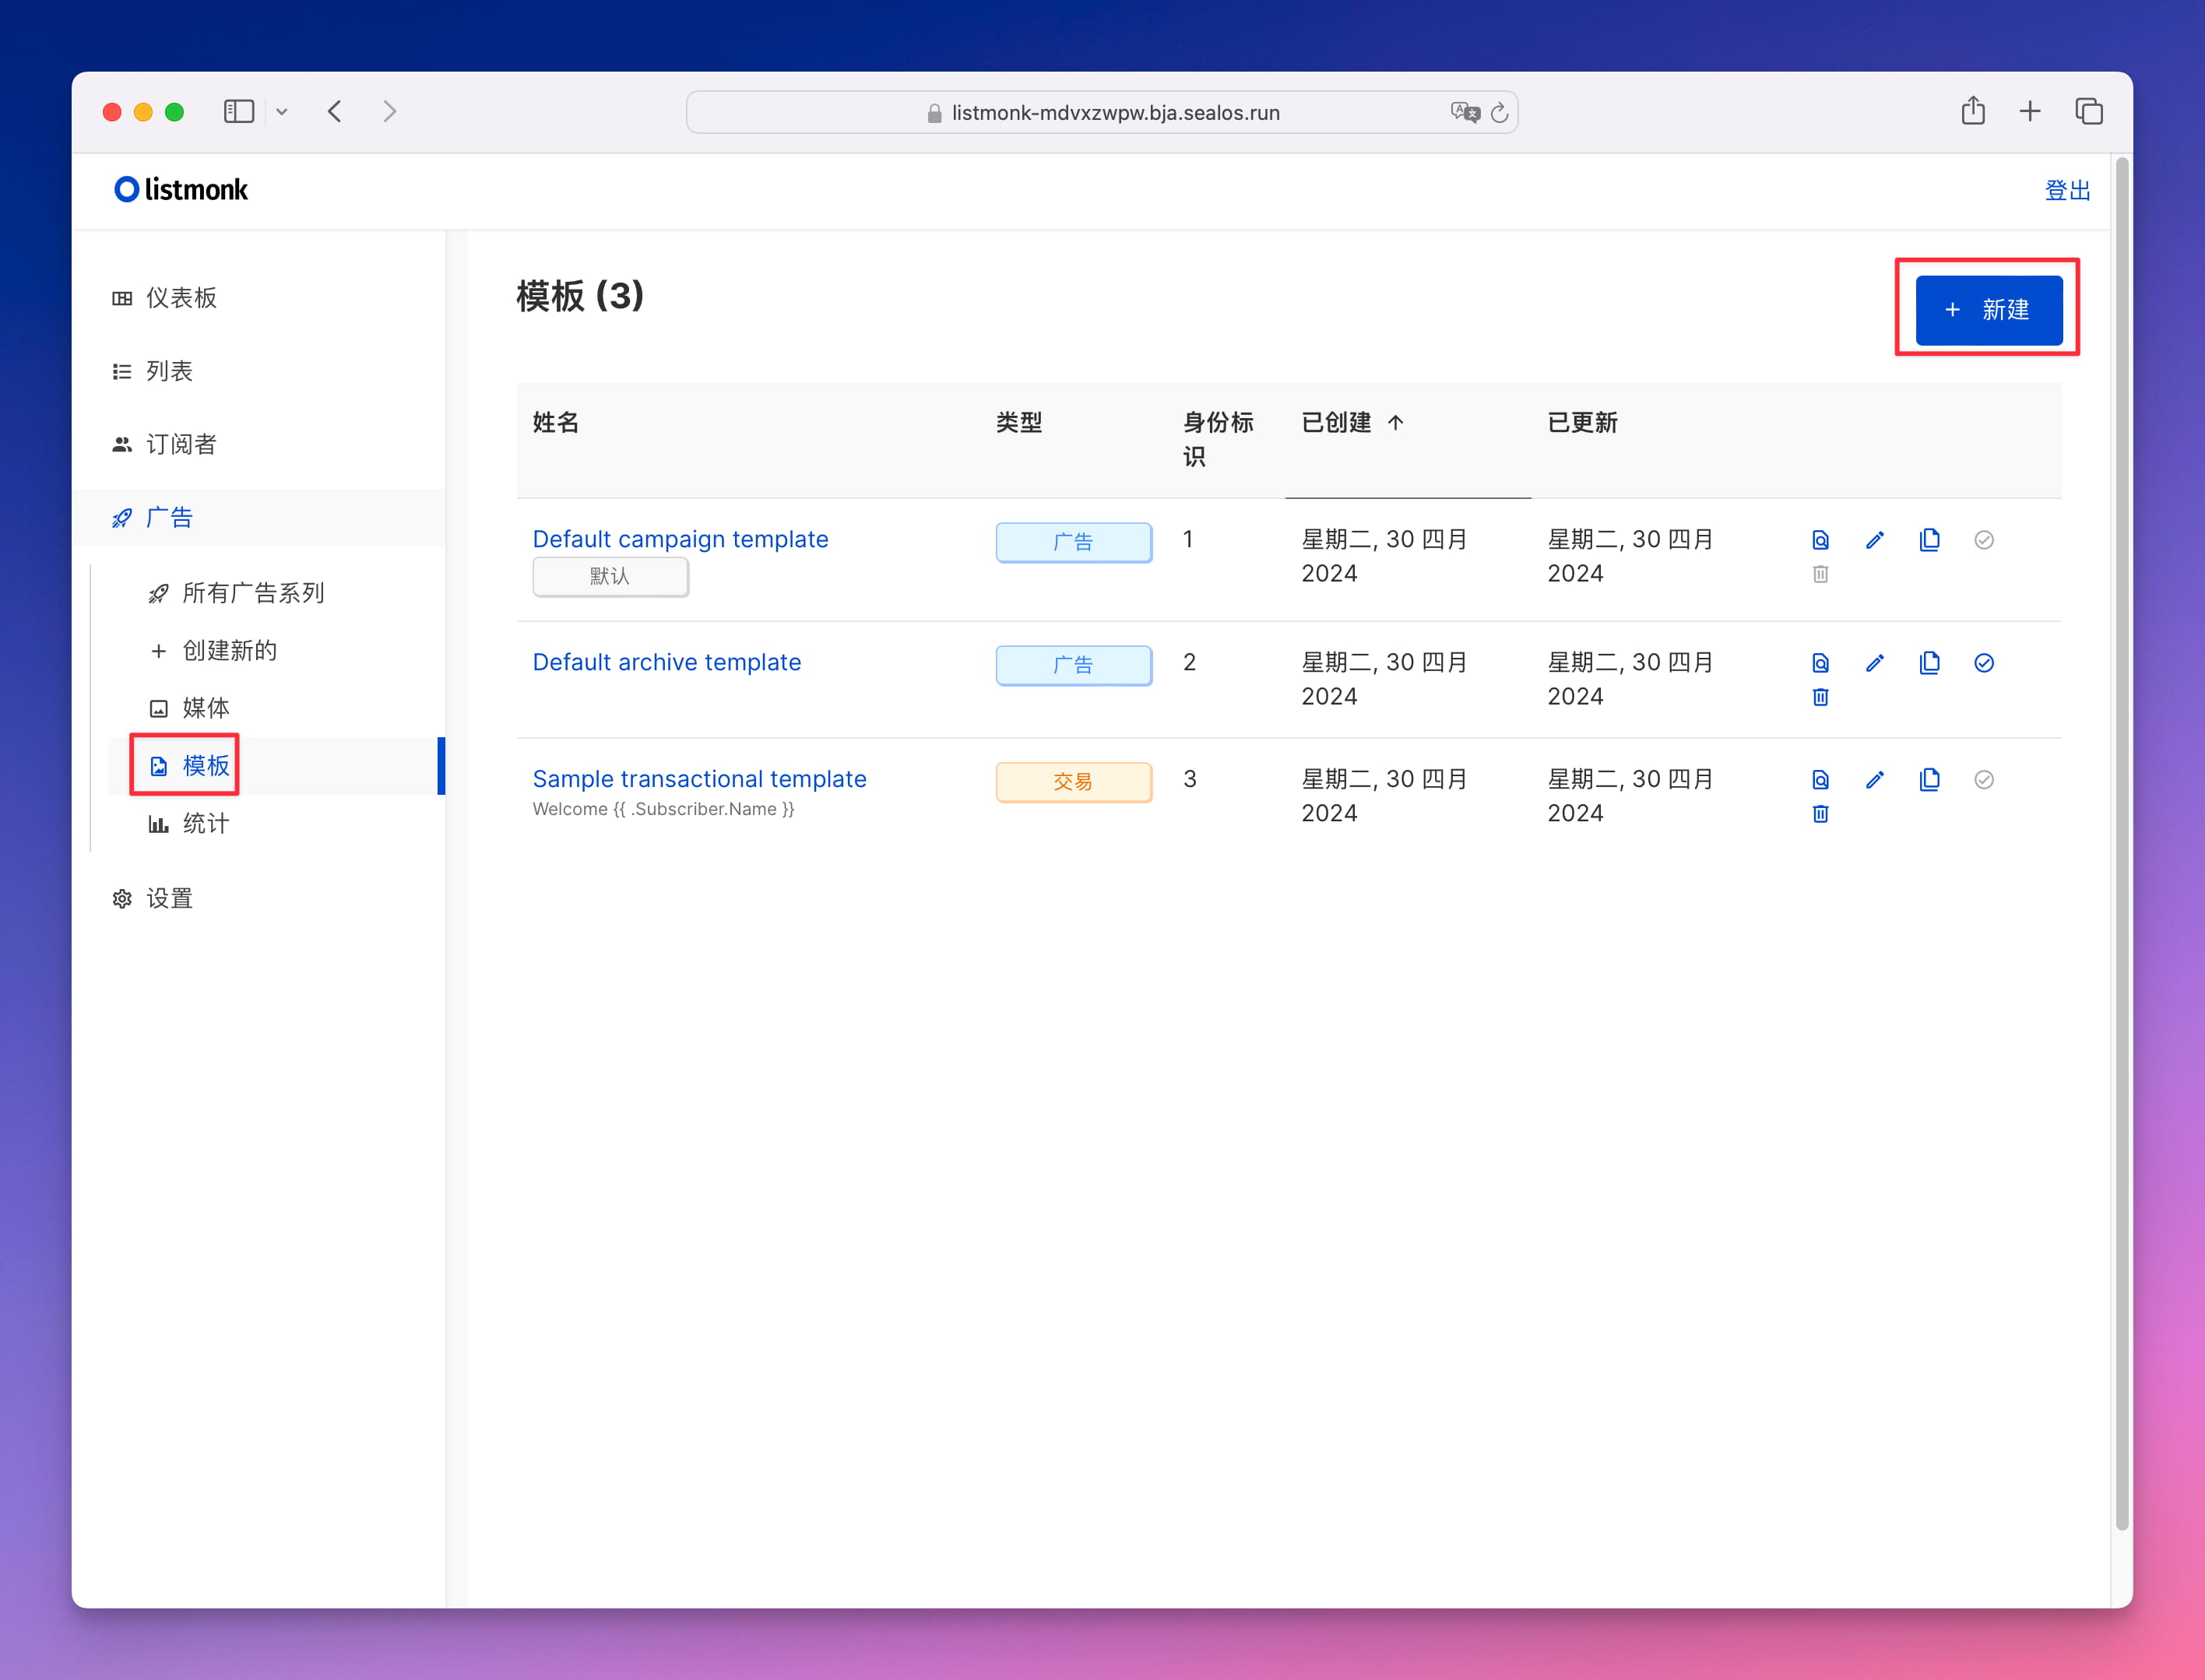 listmonk-mdvxzwpw.bja.sealos.run
listmonk
登出
仪表板
列表
订阅者
广告
所有广告系列
+ 创建新的
媒体
模板
统计
设置
模板 (3)
+ 新建
姓名 类型 身份标识 已创建 ↑ 已更新
Default campaign template 广告 1 星期二, 30 四月 2024 星期二, 30 四月 2024
默认
Default archive template 广告 2 星期二, 30 四月 2024 星期二, 30 四月 2024
Sample transactional template 交易 3 星期二, 30 四月 2024 星期二, 30 四月 2024
Welcome {{ .Subscriber.Name }}